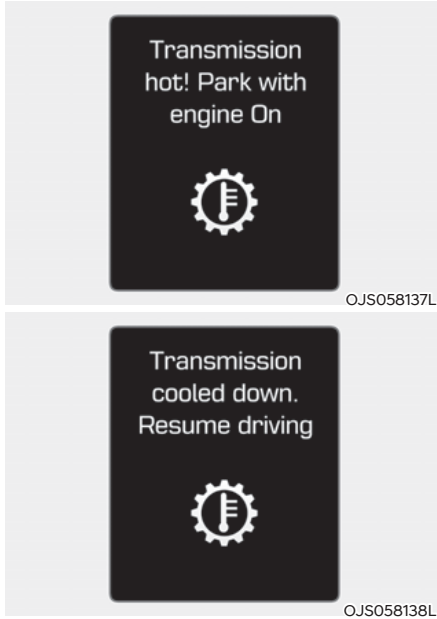 Transmission
hot! Park with
engine On
OJS058137L
Transmission
cooled down.
Resume driving
OJS058138L